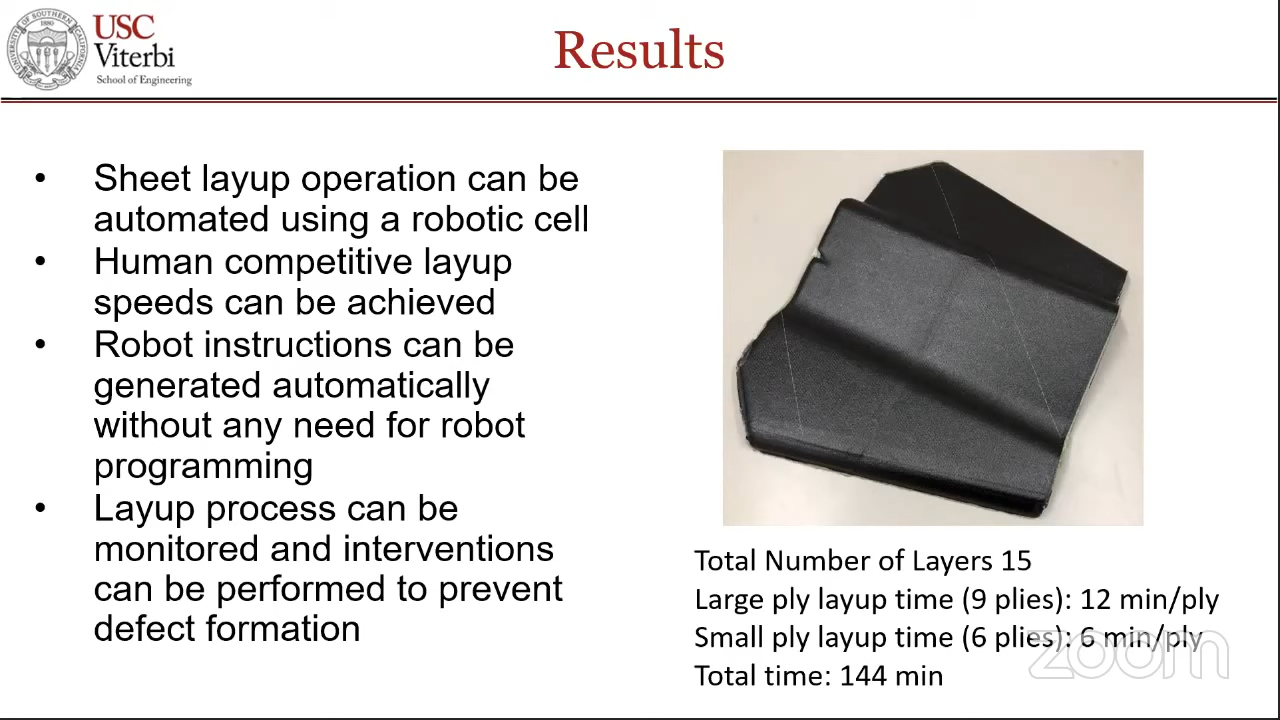 USC
Viterbi
School of Engineering
Results
• Sheet layup operation can be
automated using a robotic cell
• Human competitive layup
speeds can be achieved
• Robot instructions can be
generated automatically
without any need for robot
programming
• Layup process can be
monitored and interventions
can be performed to prevent
defect formation
Total Number of Layers 15
Large ply layup time (9 plies): 12 min/ply
Small ply layup time (6 plies): 6 min/ply
Total time: 144 min
zoom